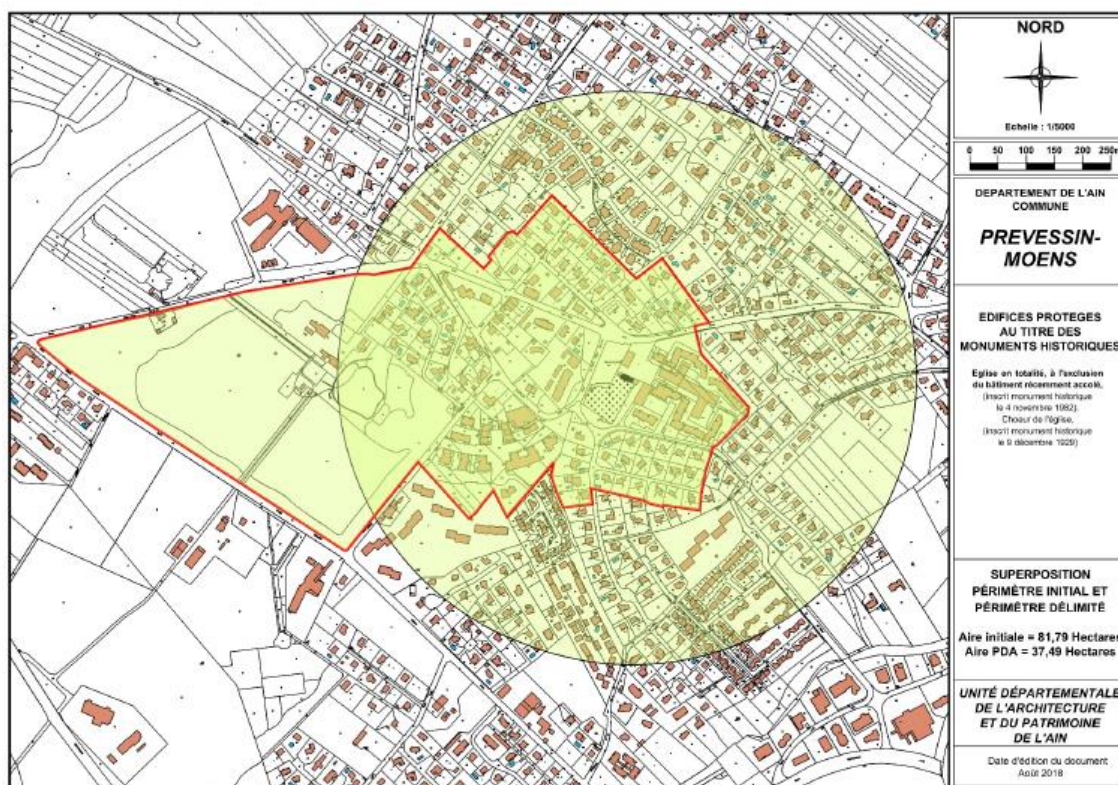 NORD
Echelle : 1/5000
0 50 100 150 200 250m
DEPARTEMENT DE L'AIN
COMMUNE
PREVESSIN-
MOENS
EDIFICES PROTEGES
AU TITRE DES
MONUMENTS HISTORIQUES
Eglise en totalité, à l'exclusion
du bâtiment récemment accolé,
(inscrit monument historique
le 4 novembre 1982).
Choeur de l'église,
(inscrit monument historique
le 9 décembre 1929)
SUPERPOSITION
PÉRIMÈTRE INITIAL ET
PÉRIMÈTRE DÉLIMITÉ
Aire initiale = 81,79 Hectares
Aire PDA = 37,49 Hectares
UNITÉ DÉPARTEMENTALE
DE L'ARCHITECTURE
ET DU PATRIMOINE
DE L'AIN
Date d'édition du document
Août 2018